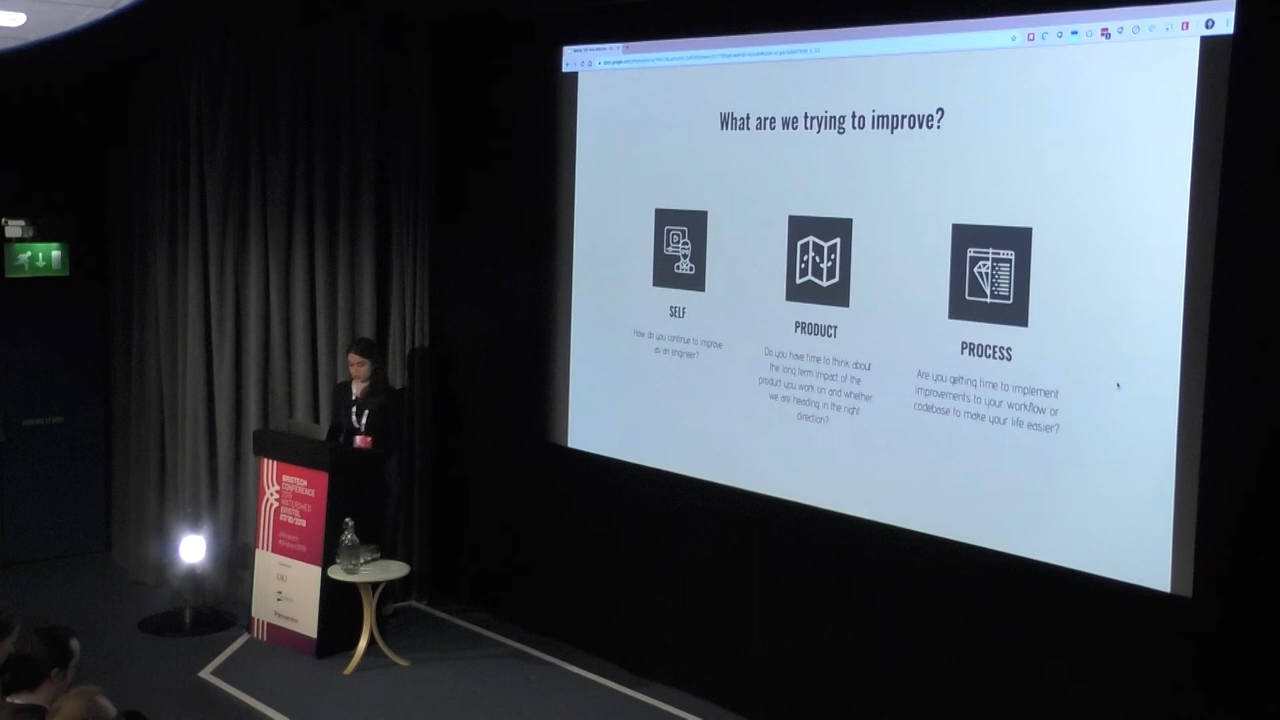 What are we trying to improve?
SELF
How do you continue to improve
as an engineer?
PRODUCT
Do you have time to think about
the long term impact of the
product you work on and whether
we are heading in the right
direction?
PROCESS
Are you getting time to implement
improvements to your workflow or
codebase to make your life easier?
BRISTECH
CONFERENCE
2019
WATERSHED
BRISTOL